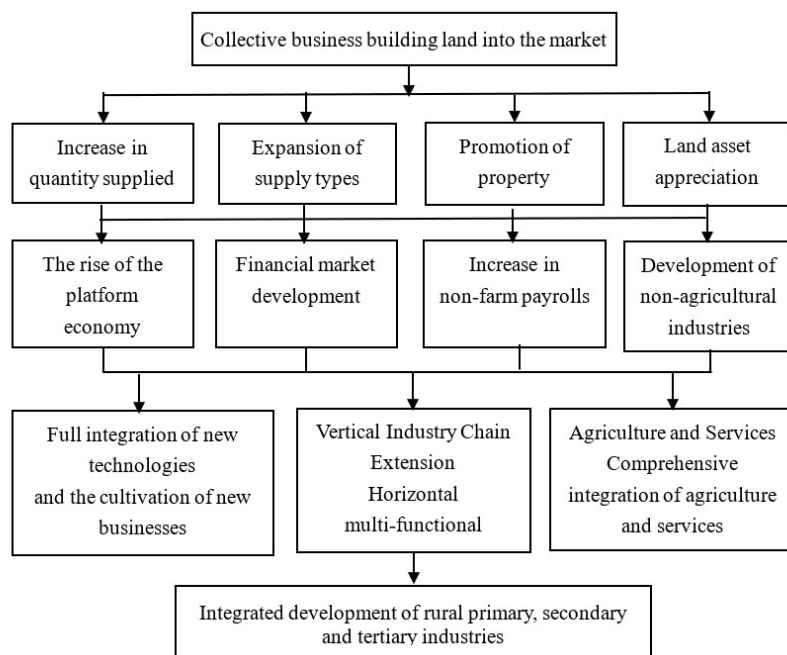 Collective business building land into the market
Increase in
quantity supplied
Expansion of
supply types
Promotion of
property
Land asset
appreciation
The rise of the
platform
economy
Financial market
development
Increase in
non-farm payrolls
Development of
non-agricultural
industries
Full integration of new
technologies
and the cultivation of new
businesses
Vertical Industry Chain
Extension
Horizontal
multi-functional
Agriculture and Services
Comprehensive
integration of agriculture
and services
Integrated development of rural primary, secondary
and tertiary industries